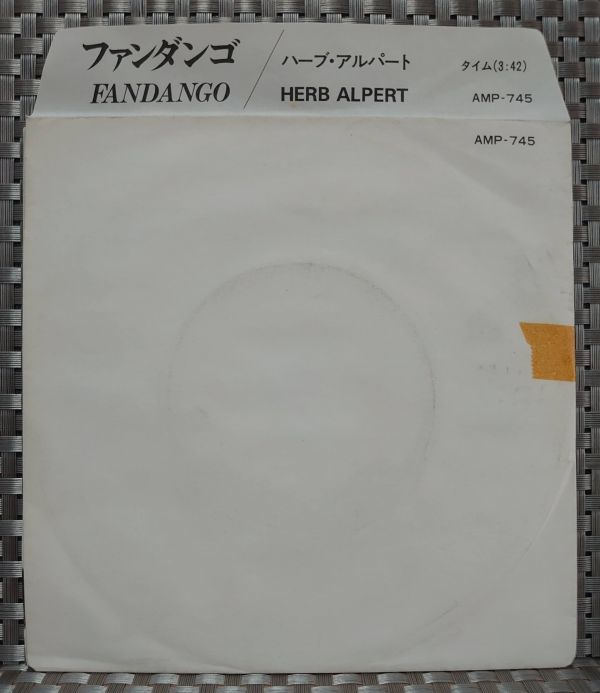 ファンダンゴ / ハーブ・アルパート タイム(3:42)
FANDANGO HERB ALPERT AMP-745
AMP-745